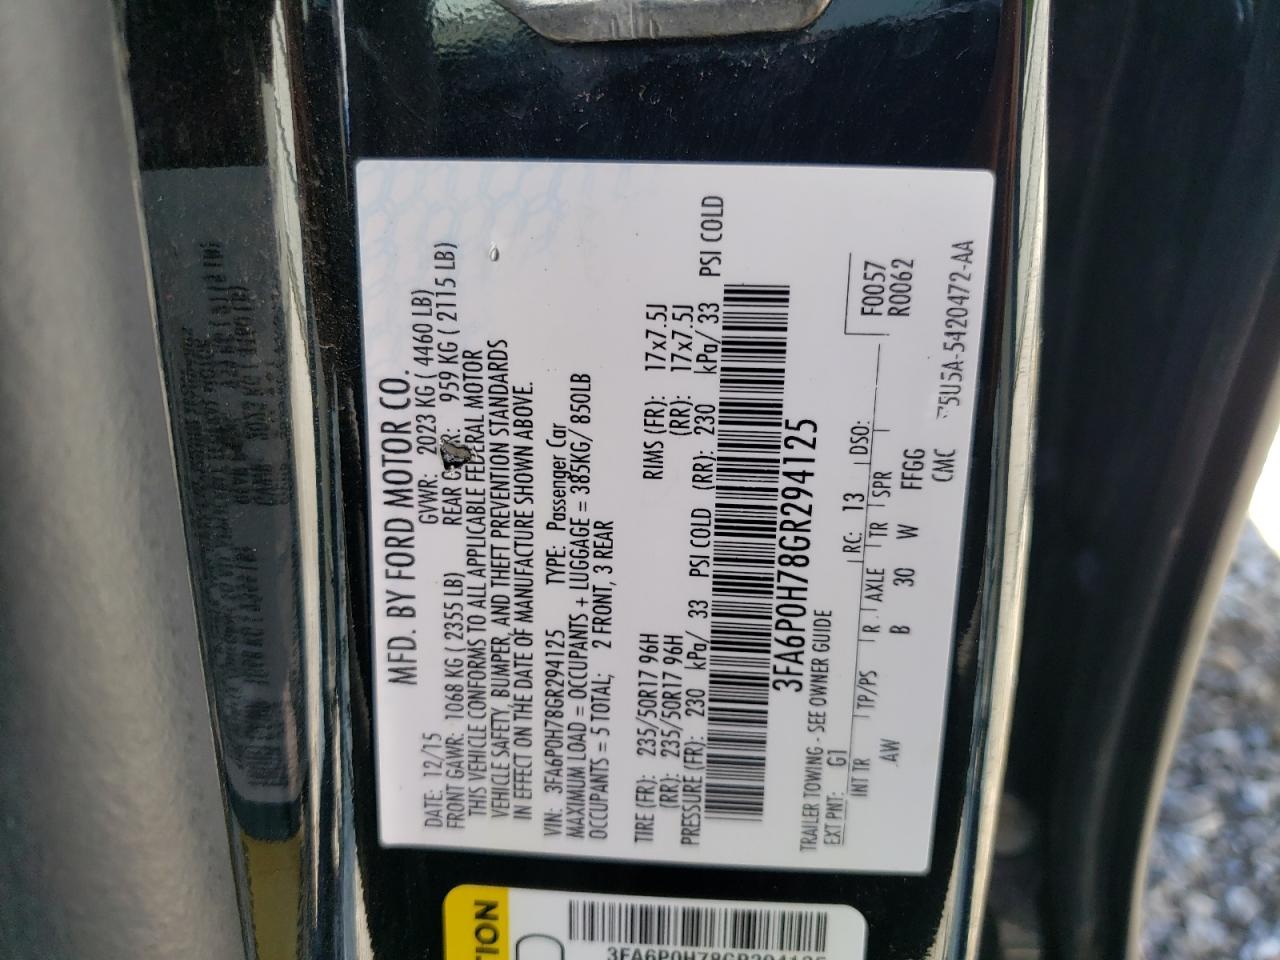 MFD. BY FORD MOTOR CO.
DATE: 12/15 GVWR: 2023 KG ( 4460 LB)
FRONT GAWR: 1068 KG ( 2355 LB) REAR 959 KG ( 2115 LB)
THIS VEHICLE CONFORMS TO ALL APPLICABLE FEDERAL MOTOR
VEHICLE SAFETY, BUMPER, AND THEFT PREVENTION STANDARDS
IN EFFECT ON THE DATE OF MANUFACTURE SHOWN ABOVE.
VIN: 3FA6P0H78GR294125 TYPE: Passenger Car
MAXIMUM LOAD = OCCUPANTS + LUGGAGE = 385KG/ 850LB
OCCUPANTS = 5 TOTAL; 2 FRONT, 3 REAR
TIRE (FR): 235/50R17 96H RIMS (FR): 17x7.5J
(RR): 235/50R17 96H (RR): 17x7.5J
PRESSURE (FR): 230 kPa/ 33 PSI COLD (RR): 230 kPa/ 33 PSI COLD
3FA6P0H78GR294125
TRAILER TOWING - SEE OWNER GUIDE
EXT PNT: G1 RC: 13 DSO: F0057
R0062
INT TR TP/PS R. AXLE TR SPR
AW B 30 W FFGG
CMC 5U5A-5420472-AA
TION
3FA6P0H78GR294125